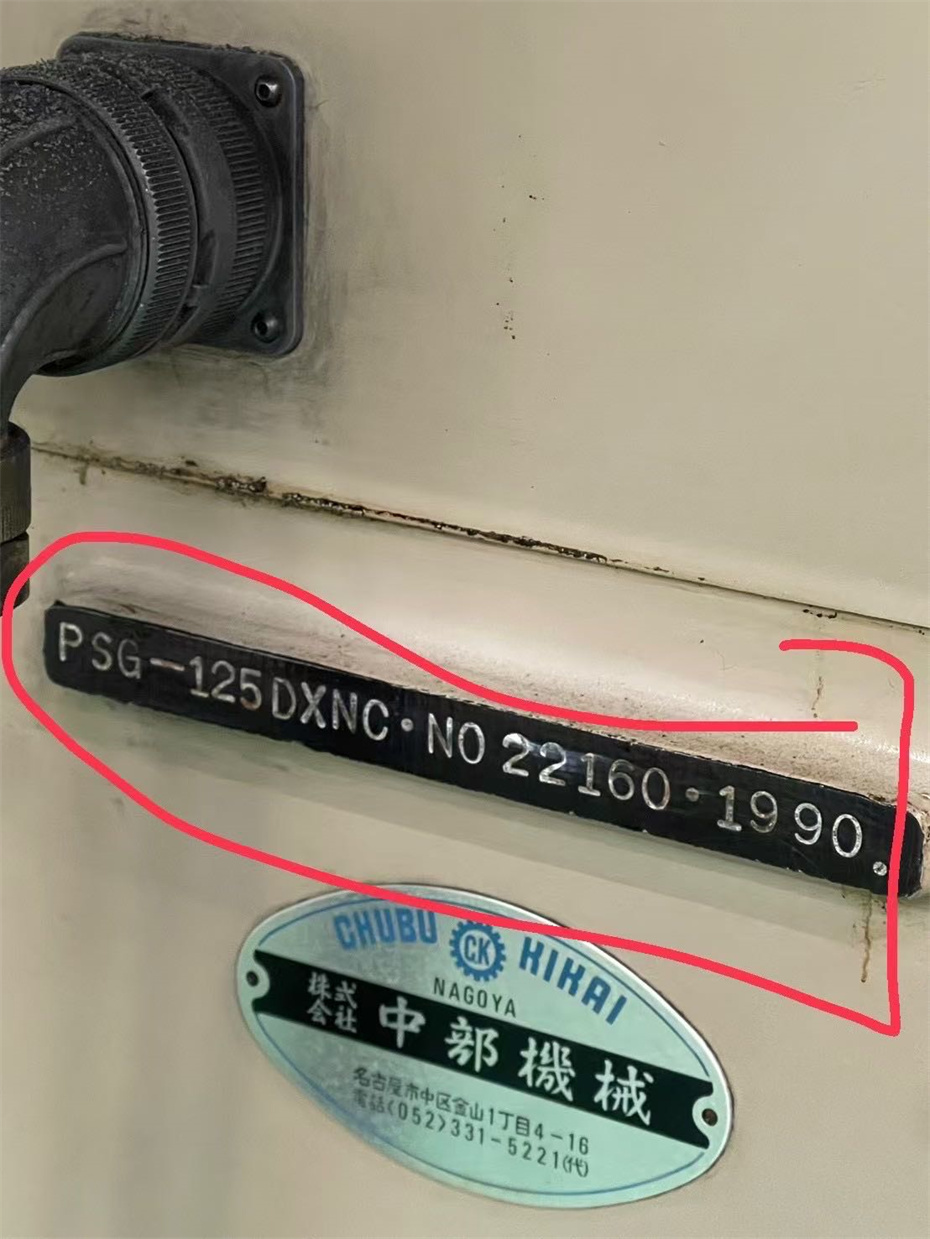 PSG-125DXNC・NO 22160・1990.
CHUBU CK KIKAI
NAGOYA
株式会社 中部機械
名古屋市中区金山1丁目4-16
電話(052)331-5221(代)